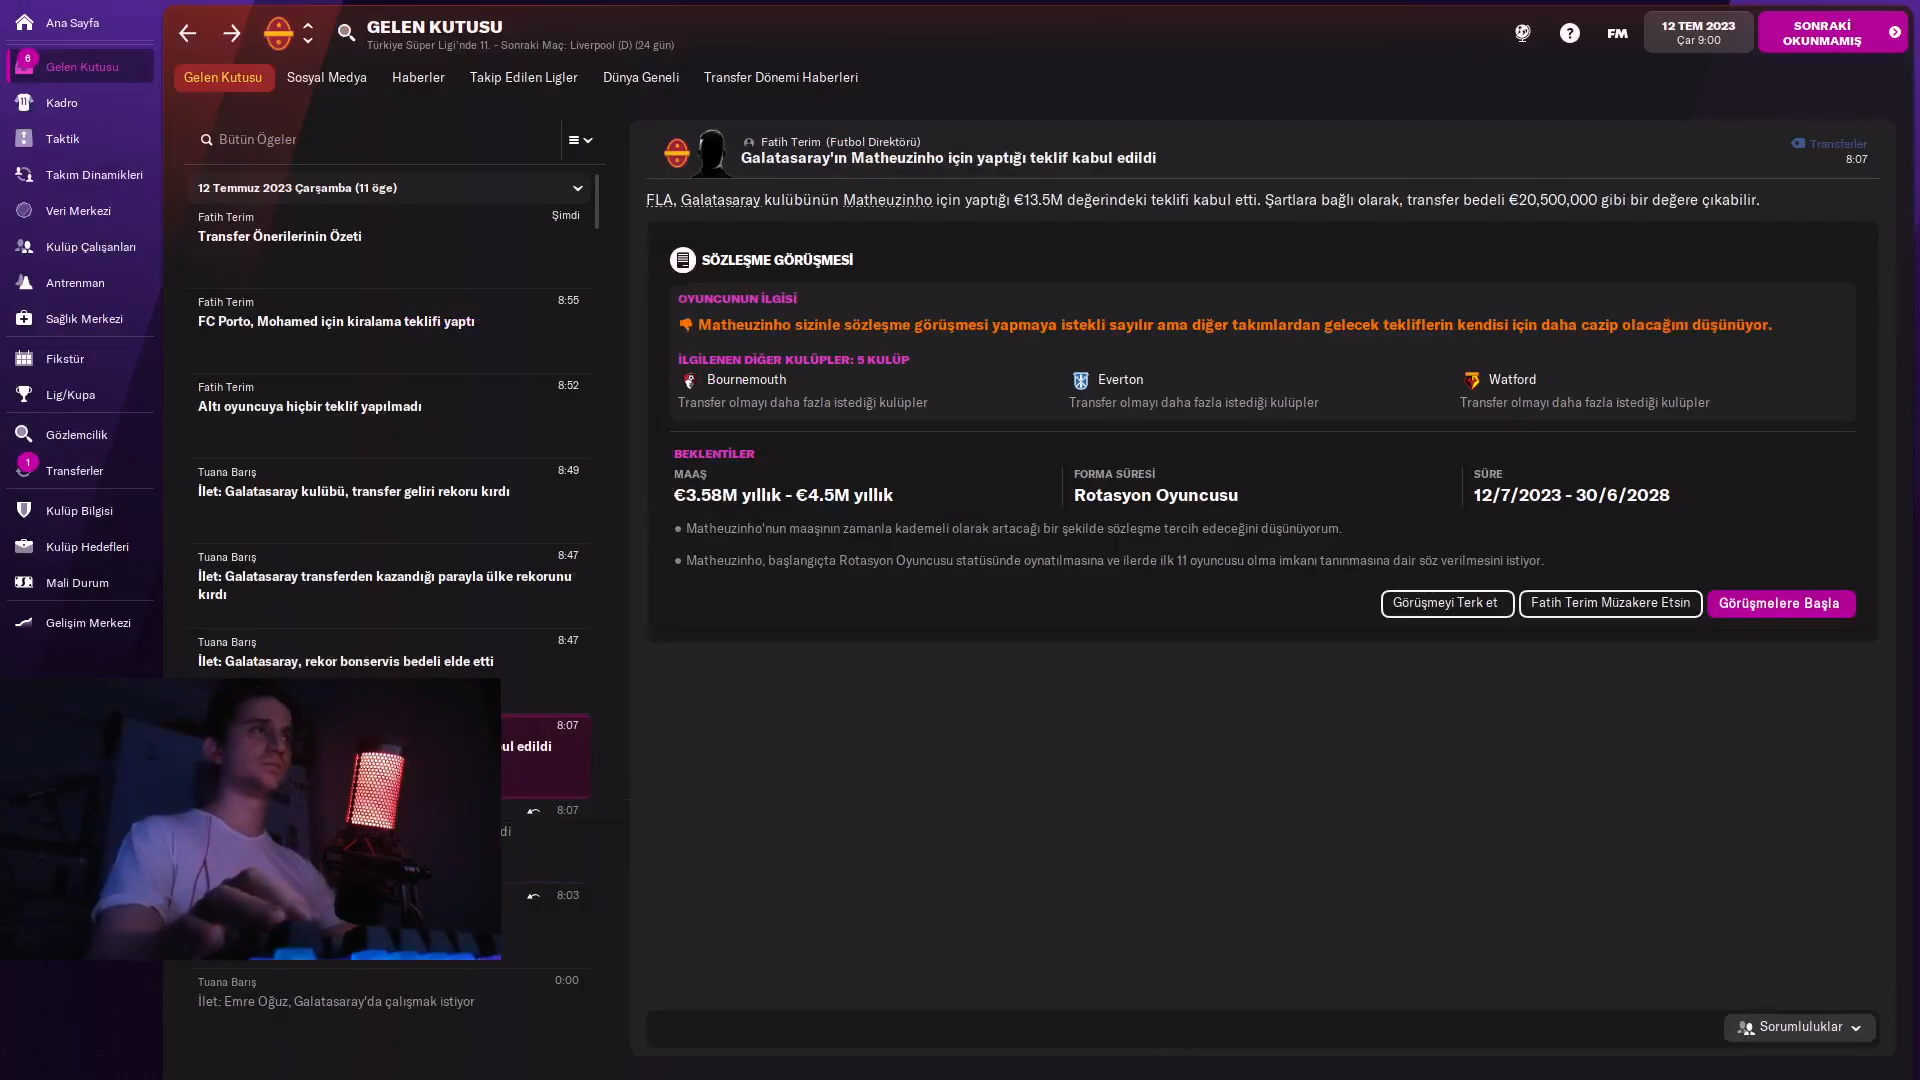 Ana Sayfa
6
Gelen Kutusu
Kadro
Taktik
Takım Dinamikleri
Veri Merkezi
Kulüp Çalışanları
Antrenman
Sağlık Merkezi
Fikstür
Lig/Kupa
Gözlemcilik
1
Transferler
Kulüp Bilgisi
Kulüp Hedefleri
Mali Durum
Gelişim Merkezi
GELEN KUTUSU
Türkiye Süper Ligi'nde 11. - Sonraki Maç: Liverpool (D) (24 gün)
?
FM
12 TEM 2023
Çar 9:00
SONRAKİ
OKUNMAMIŞ
Gelen Kutusu
Sosyal Medya
Haberler
Takip Edilen Ligler
Dünya Geneli
Transfer Dönemi Haberleri
Bütün Ögeler
12 Temmuz 2023 Çarşamba (11 öge)
Fatih Terim
Şimdi
Transfer Önerilerinin Özeti
Fatih Terim
8:55
FC Porto, Mohamed için kiralama teklifi yaptı
Fatih Terim
8:52
Altı oyuncuya hiçbir teklif yapılmadı
Tuana Barış
8:49
İlet: Galatasaray kulübü, transfer geliri rekoru kırdı
Tuana Barış
8:47
İlet: Galatasaray transferden kazandığı parayla ülke rekorunu
kırdı
Tuana Barış
8:47
İlet: Galatasaray, rekor bonservis bedeli elde etti
8:07
edildi
8:07
di
8:03
Tuana Barış
0:00
İlet: Emre Oğuz, Galatasaray'da çalışmak istiyor
Fatih Terim (Futbol Direktörü)
Galatasaray'ın Matheuzinho için yaptığı teklif kabul edildi
Transferler
8:07
FLA, Galatasaray kulübünün Matheuzinho için yaptığı €13.5M değerindeki teklifi kabul etti. Şartlara bağlı olarak, transfer bedeli €20,500,000 gibi bir değere çıkabilir.
SÖZLEŞME GÖRÜŞMESİ
OYUNCUNUN İLGİSİ
Matheuzinho sizinle sözleşme görüşmesi yapmaya istekli sayılır ama diğer takımlardan gelecek tekliflerin kendisi için daha cazip olacağını düşünüyor.
İLGİLENEN DİĞER KULÜPLER: 5 KULÜP
Bournemouth
Transfer olmayı daha fazla istediği kulüpler
Everton
Transfer olmayı daha fazla istediği kulüpler
Watford
Transfer olmayı daha fazla istediği kulüpler
BEKLENTİLER
MAAŞ
€3.58M yıllık - €4.5M yıllık
FORMA SÜRESİ
Rotasyon Oyuncusu
SÜRE
12/7/2023 - 30/6/2028
● Matheuzinho'nun maaşının zamanla kademeli olarak artacağı bir şekilde sözleşme tercih edeceğini düşünüyorum.
● Matheuzinho, başlangıçta Rotasyon Oyuncusu statüsünde oynatılmasına ve ilerde ilk 11 oyuncusu olma imkanı tanınmasına dair söz verilmesini istiyor.
Görüşmeyi Terk et
Fatih Terim Müzakere Etsin
Görüşmelere Başla
Sorumluluklar